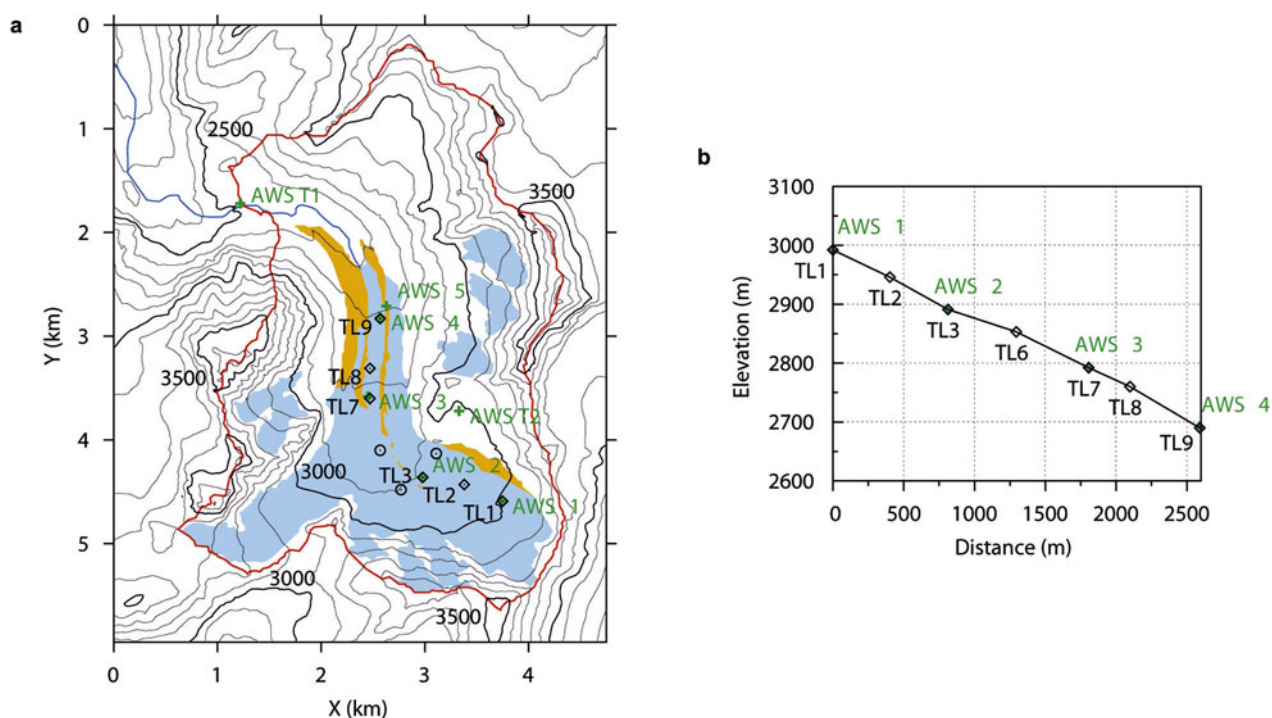 a
0
1
2
3
4
5
Y (km)
0
1
2
3
4
X (km)
2500
3500
3500
3000
3000
3500
AWS T1
AWS 5
TL9
AWS 4
TL8
TL7
AWS 3
AWS T2
TL3
AWS 2
TL2
TL1
AWS 1
b
3100
3000
2900
2800
2700
2600
Elevation (m)
AWS 1
TL1
TL2
AWS 2
TL3
TL6
AWS 3
TL7
TL8
AWS 4
TL9
0
500
1000
1500
2000
2500
Distance (m)